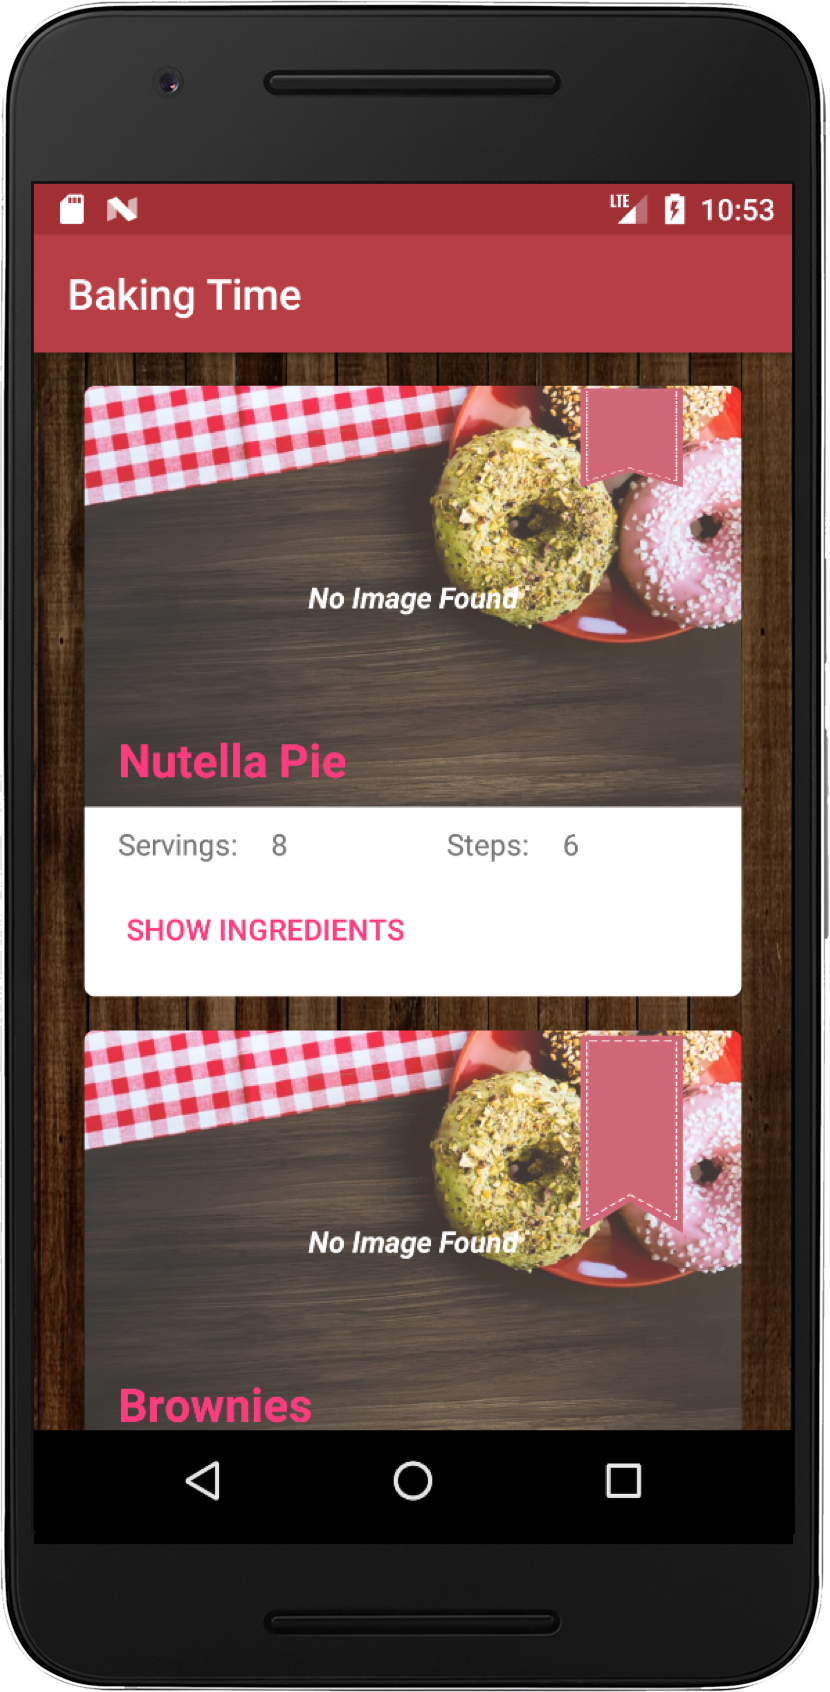 LTE 10:53
Baking Time
No Image Found
Nutella Pie
Servings: 8 Steps: 6
SHOW INGREDIENTS
No Image Found
Brownies